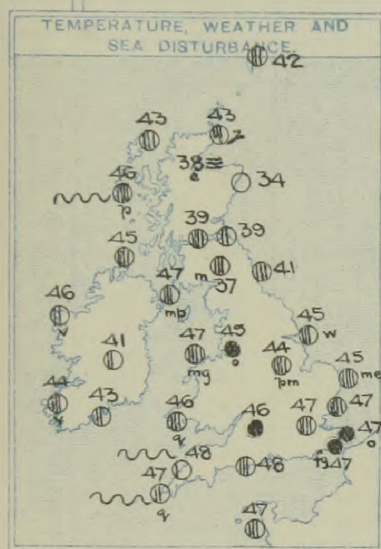 TEMPERATURE, WEATHER AND
SEA DISTURBANCE.
42
43 43
38
e
46 34
p
39 39
45 m 37 41
47
mp
46 45
v w
41 47 45 44
mg o pm
45
me
44 43 46 46 47 47
v q 47
o
48 48 47
47
q
47